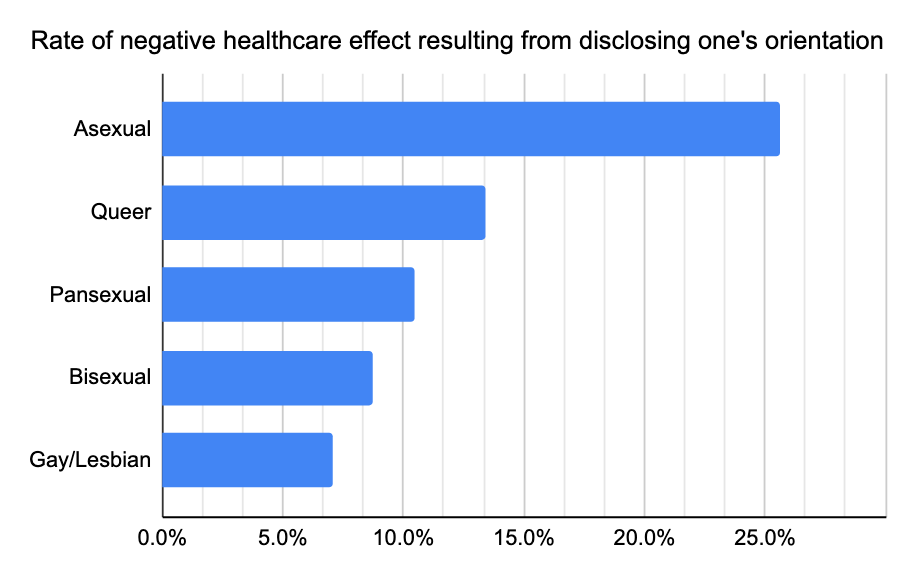 Rate of negative healthcare effect resulting from disclosing one's orientation
Asexual
Queer
Pansexual
Bisexual
Gay/Lesbian
0.0% 5.0% 10.0% 15.0% 20.0% 25.0%